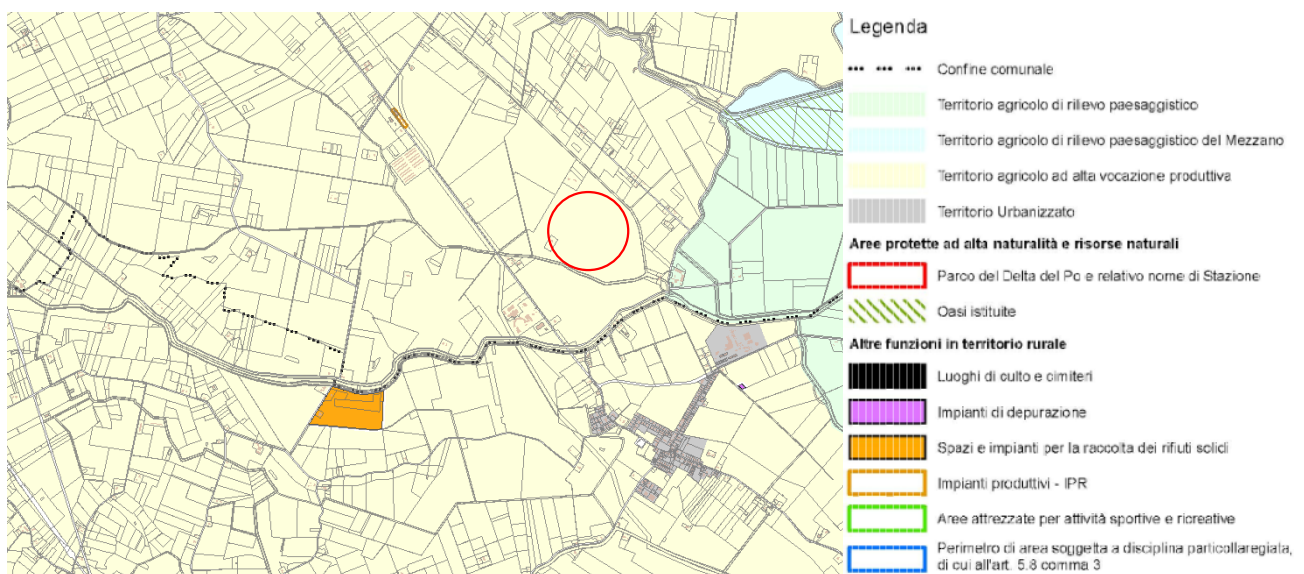 Legenda
Confine comunale
Territorio agricolo di rilievo paesaggistico
Territorio agricolo di rilievo paesaggistico del Mezzano
Territorio agricolo ad alta vocazione produttiva
Territorio Urbanizzato
Aree protette ad alta naturalità e risorse naturali
Parco del Delta del Po e relativo nome di Stazione
Oasi istituite
Altre funzioni in territorio rurale
Luoghi di culto e cimiteri
Impianti di depurazione
Spazi e impianti per la raccolta dei rifiuti solidi
Impianti produttivi - IPR
Aree attrezzate per attività sportive e ricreative
Perimetro di area soggetta a disciplina particollaregiata,
di cui all'art. 5.8 comma 3